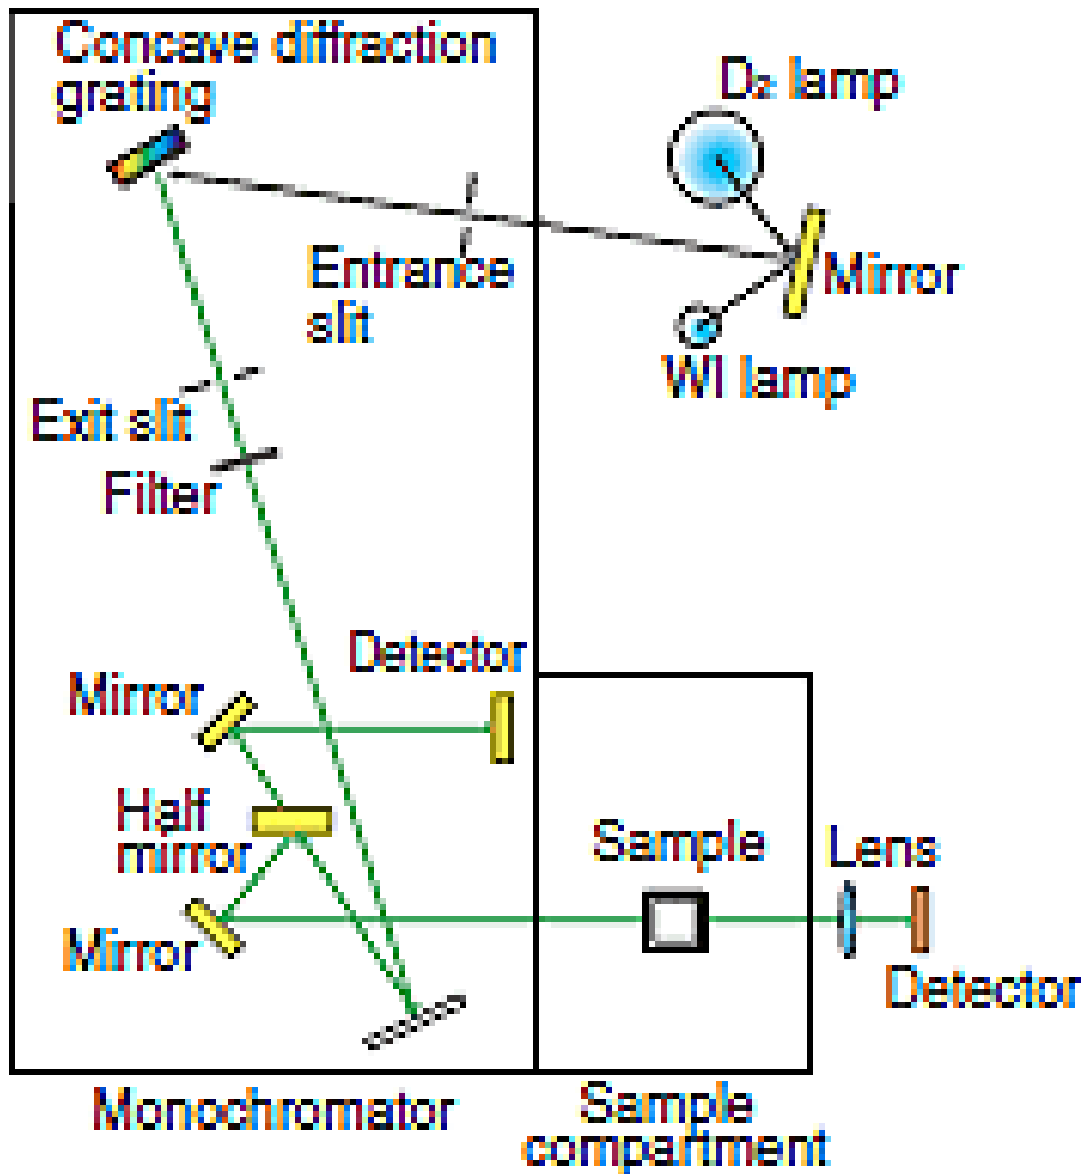 Concave diffraction
grating
D₂ lamp
Entrance
slit
Mirror
WI lamp
Exit slit
Filter
Detector
Mirror
Half
mirror
Sample
Lens
Mirror
Detector
Monochromator
Sample
compartment